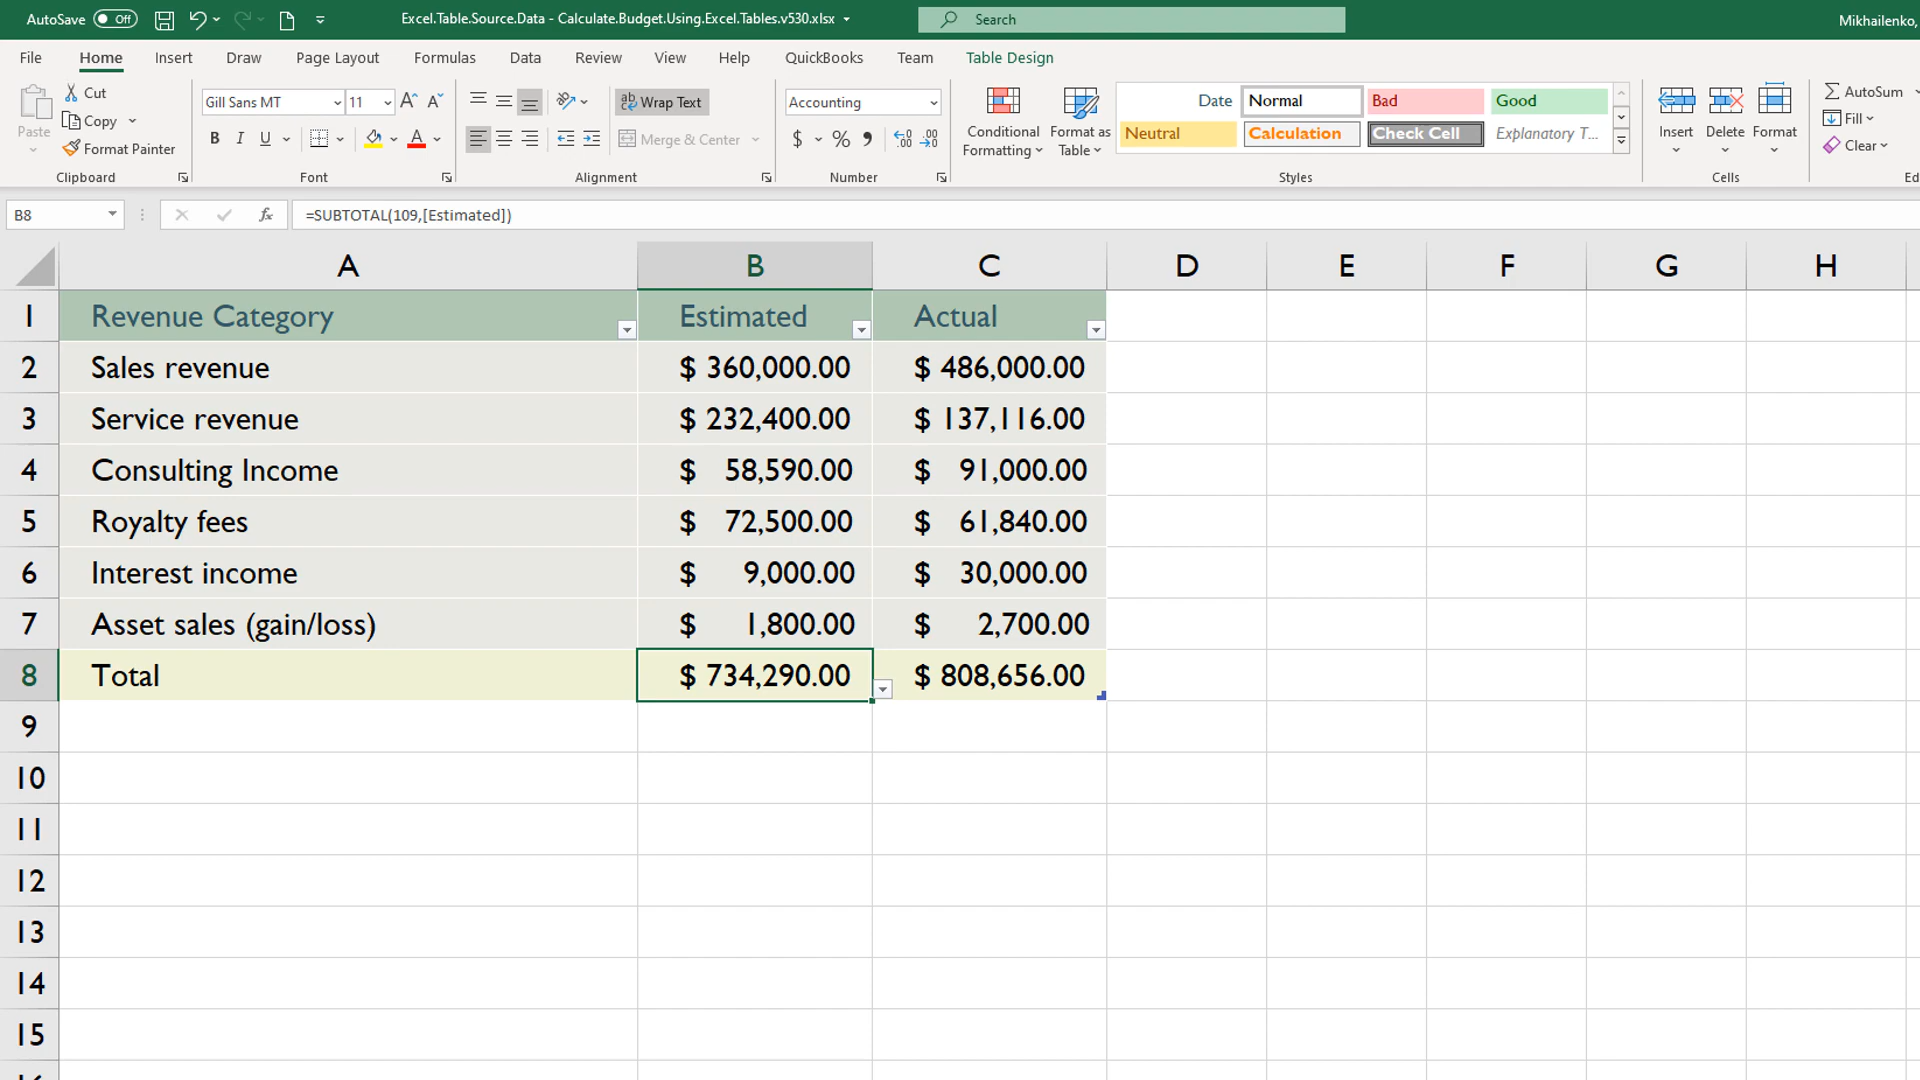 AutoSave Off Excel.Table.Source.Data - Calculate.Budget.Using.Excel.Tables.v530.xlsx Search Mikhailenko,
File Home Insert Draw Page Layout Formulas Data Review View Help QuickBooks Team Table Design
Paste Cut Copy Format Painter
Clipboard
Gill Sans MT 11
B I U A
Font
ab Wrap Text
Merge & Center
Alignment
Accounting
$ % 9 .00 .00
Number
Conditional Formatting
Format as Table
Date Normal Bad Good
Neutral Calculation Check Cell Explanatory T...
Styles
Insert Delete Format
Cells
AutoSum
Fill
Clear
Ed
B8 fx =SUBTOTAL(109,[Estimated])
A B C D E F G H
1 Revenue Category Estimated Actual
2 Sales revenue $ 360,000.00 $ 486,000.00
3 Service revenue $ 232,400.00 $ 137,116.00
4 Consulting Income $ 58,590.00 $ 91,000.00
5 Royalty fees $ 72,500.00 $ 61,840.00
6 Interest income $ 9,000.00 $ 30,000.00
7 Asset sales (gain/loss) $ 1,800.00 $ 2,700.00
8 Total $ 734,290.00 $ 808,656.00
9
10
11
12
13
14
15